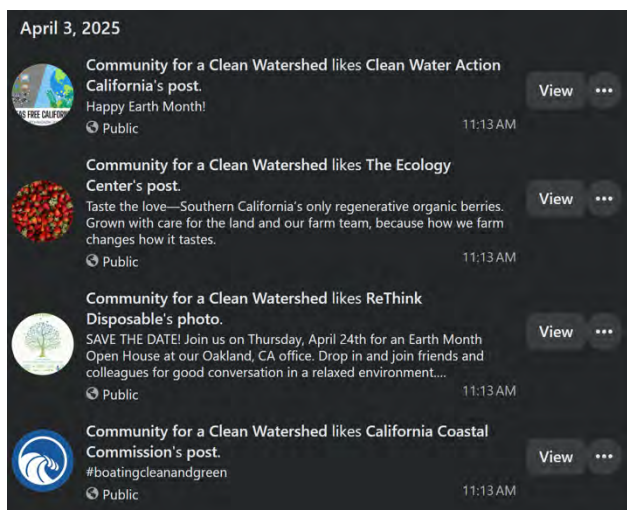 April 3, 2025
Community for a Clean Watershed likes Clean Water Action
California's post.
Happy Earth Month!
Public
11:13 AM
View
AS FREE CALIFOR
Community for a Clean Watershed likes The Ecology
Center's post.
Taste the love—Southern California's only regenerative organic berries.
Grown with care for the land and our farm team, because how we farm
changes how it tastes.
Public
11:13 AM
View
Community for a Clean Watershed likes ReThink
Disposable's photo.
SAVE THE DATE! Join us on Thursday, April 24th for an Earth Month
Open House at our Oakland, CA office. Drop in and join friends and
colleagues for good conversation in a relaxed environment....
Public
11:13 AM
View
Community for a Clean Watershed likes California Coastal
Commission's post.
#boatingcleanandgreen
Public
11:13 AM
View